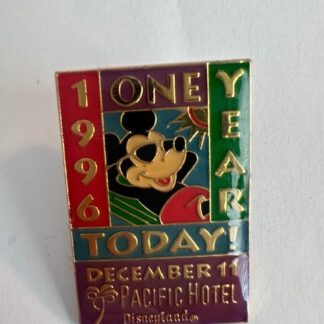 1996
ONE
YEAR
TODAY!
DECEMBER 11
PACIFIC HOTEL
Disneyland